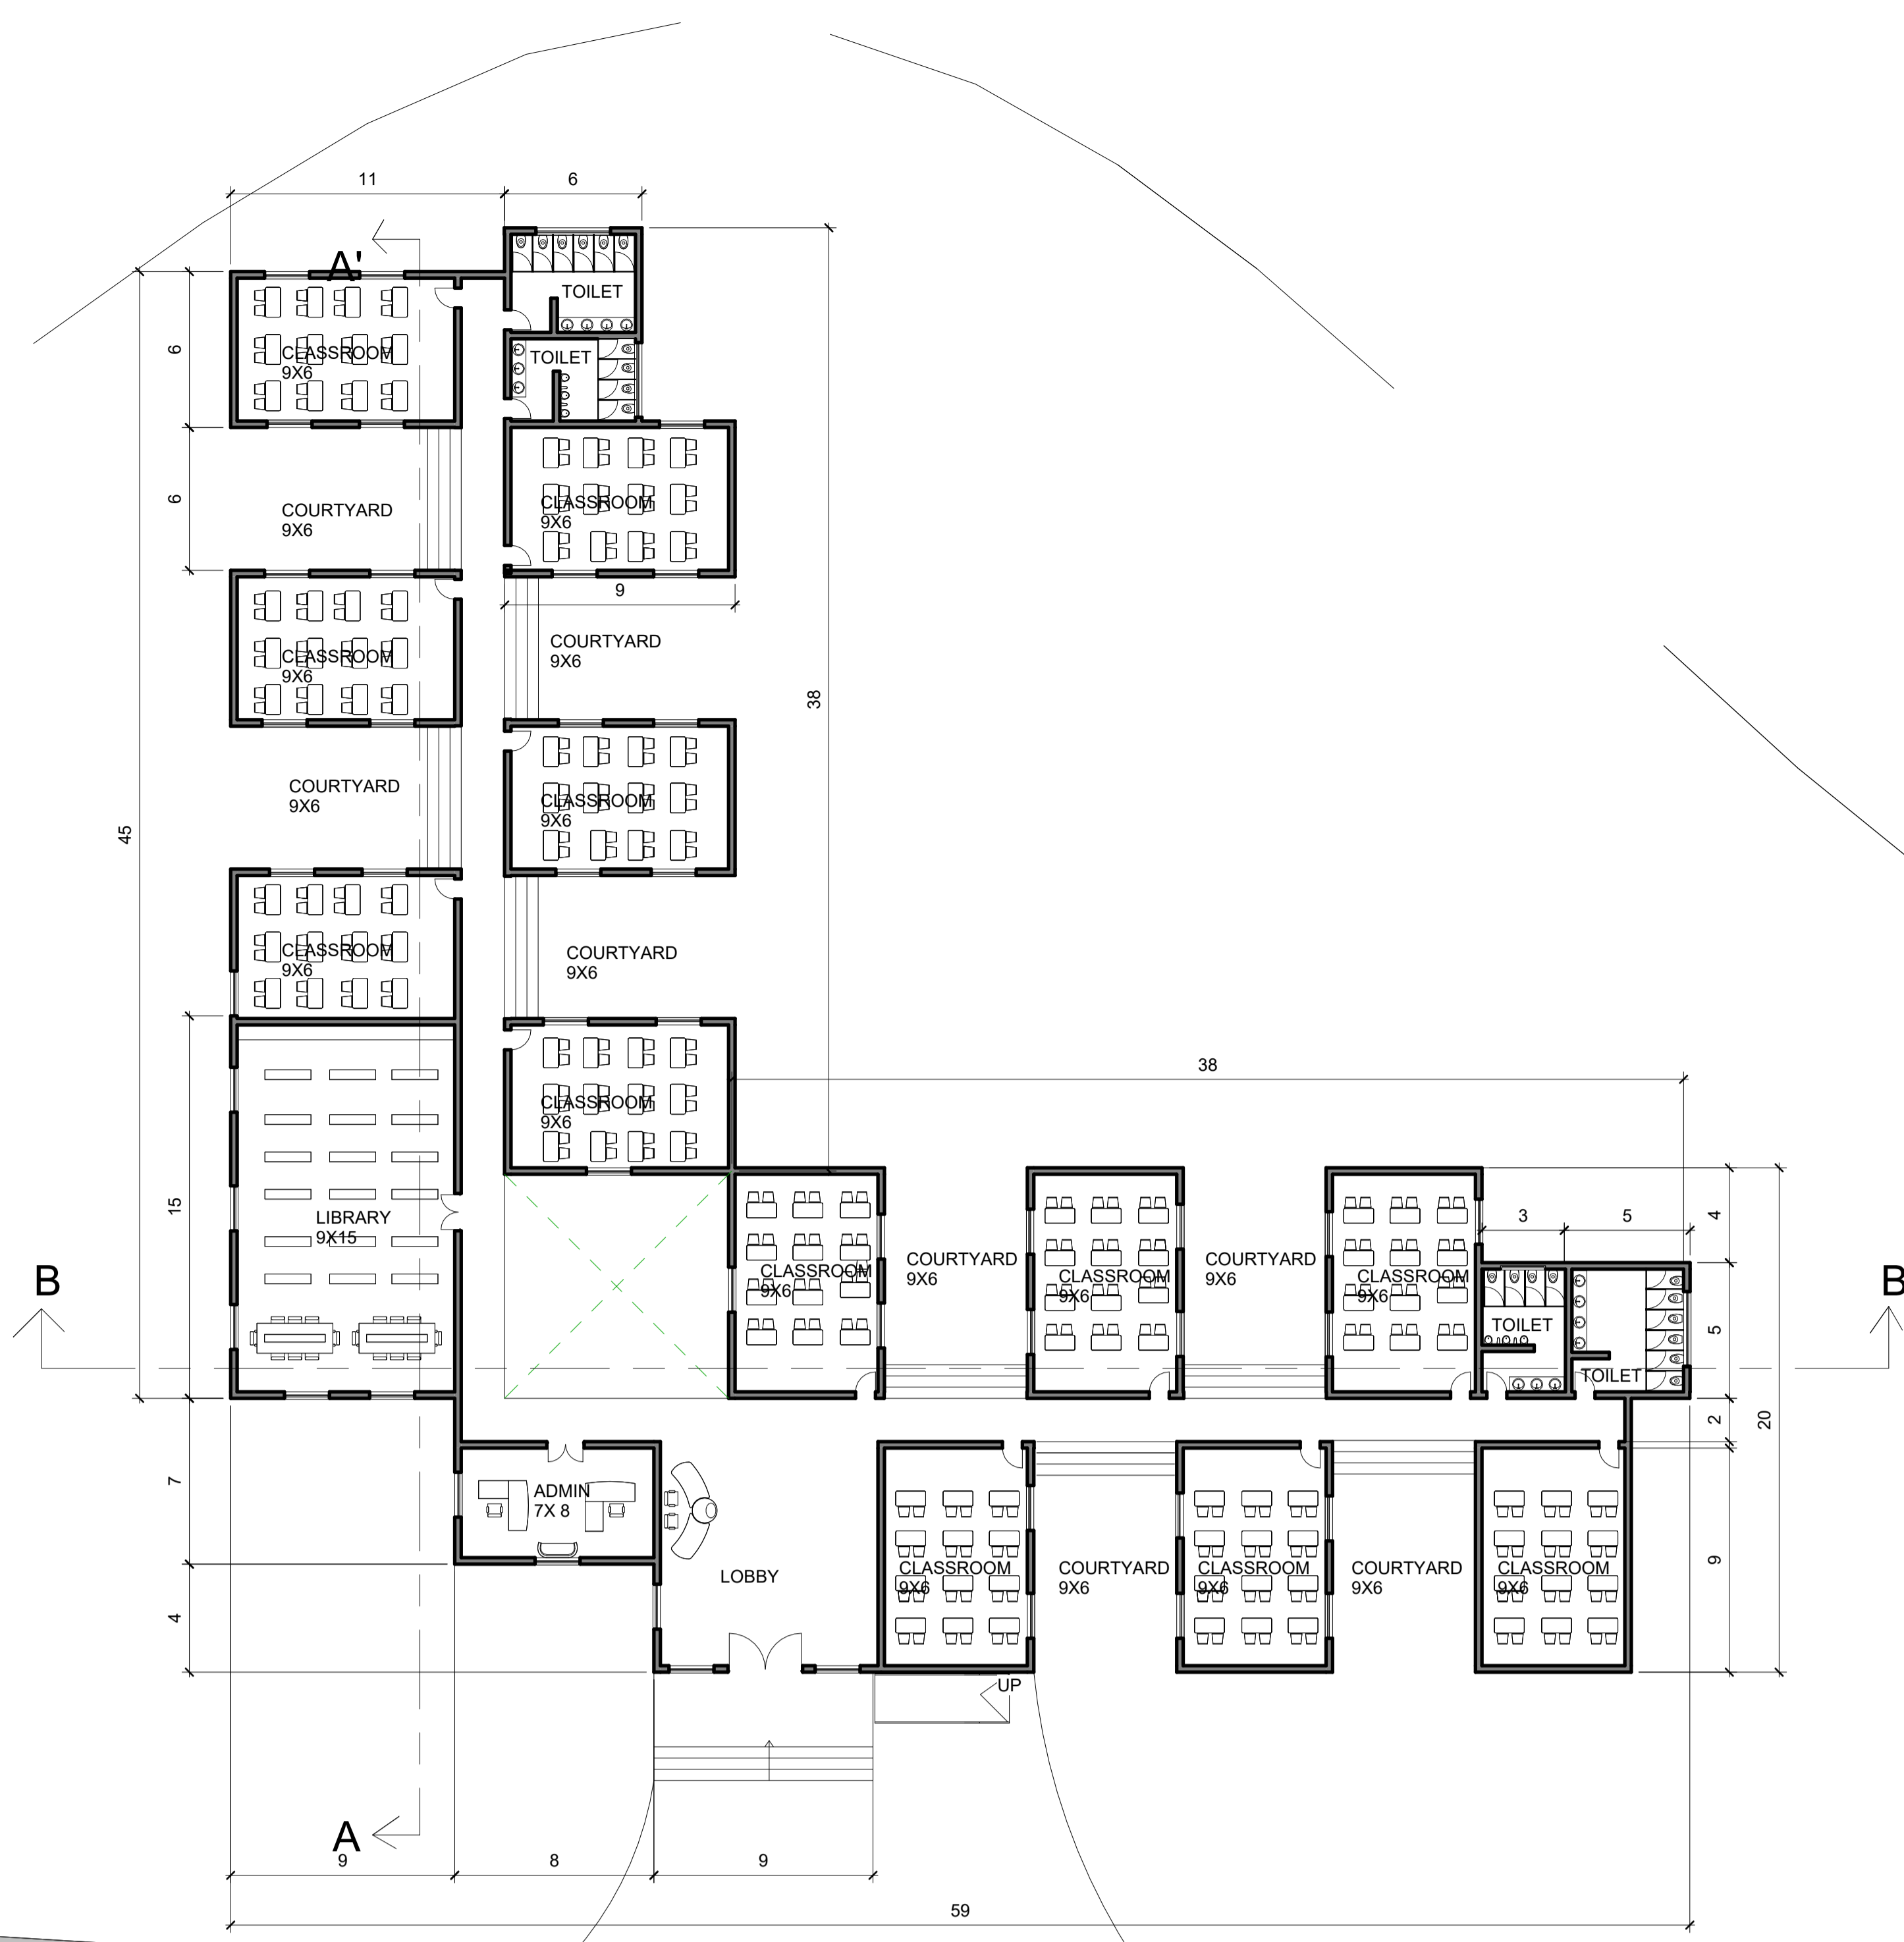 11
6
A'
TOILET
6
CLASSROOM
9X6
TOILET
6
COURTYARD
9X6
CLASSROOM
9X6
9
COURTYARD
9X6
CLASSROOM
9X6
38
COURTYARD
9X6
CLASSROOM
9X6
45
CLASSROOM
9X6
COURTYARD
9X6
38
CLASSROOM
9X6
15
LIBRARY
9X15
3
5
4
B
CLASSROOM
9X6
COURTYARD
9X6
CLASSROOM
9X6
COURTYARD
9X6
CLASSROOM
9X6
TOILET
TOILET
5
B
2
20
7
ADMIN
7X 8
LOBBY
CLASSROOM
9X6
COURTYARD
9X6
CLASSROOM
9X6
COURTYARD
9X6
CLASSROOM
9X6
9
4
UP
A
9
8
9
59